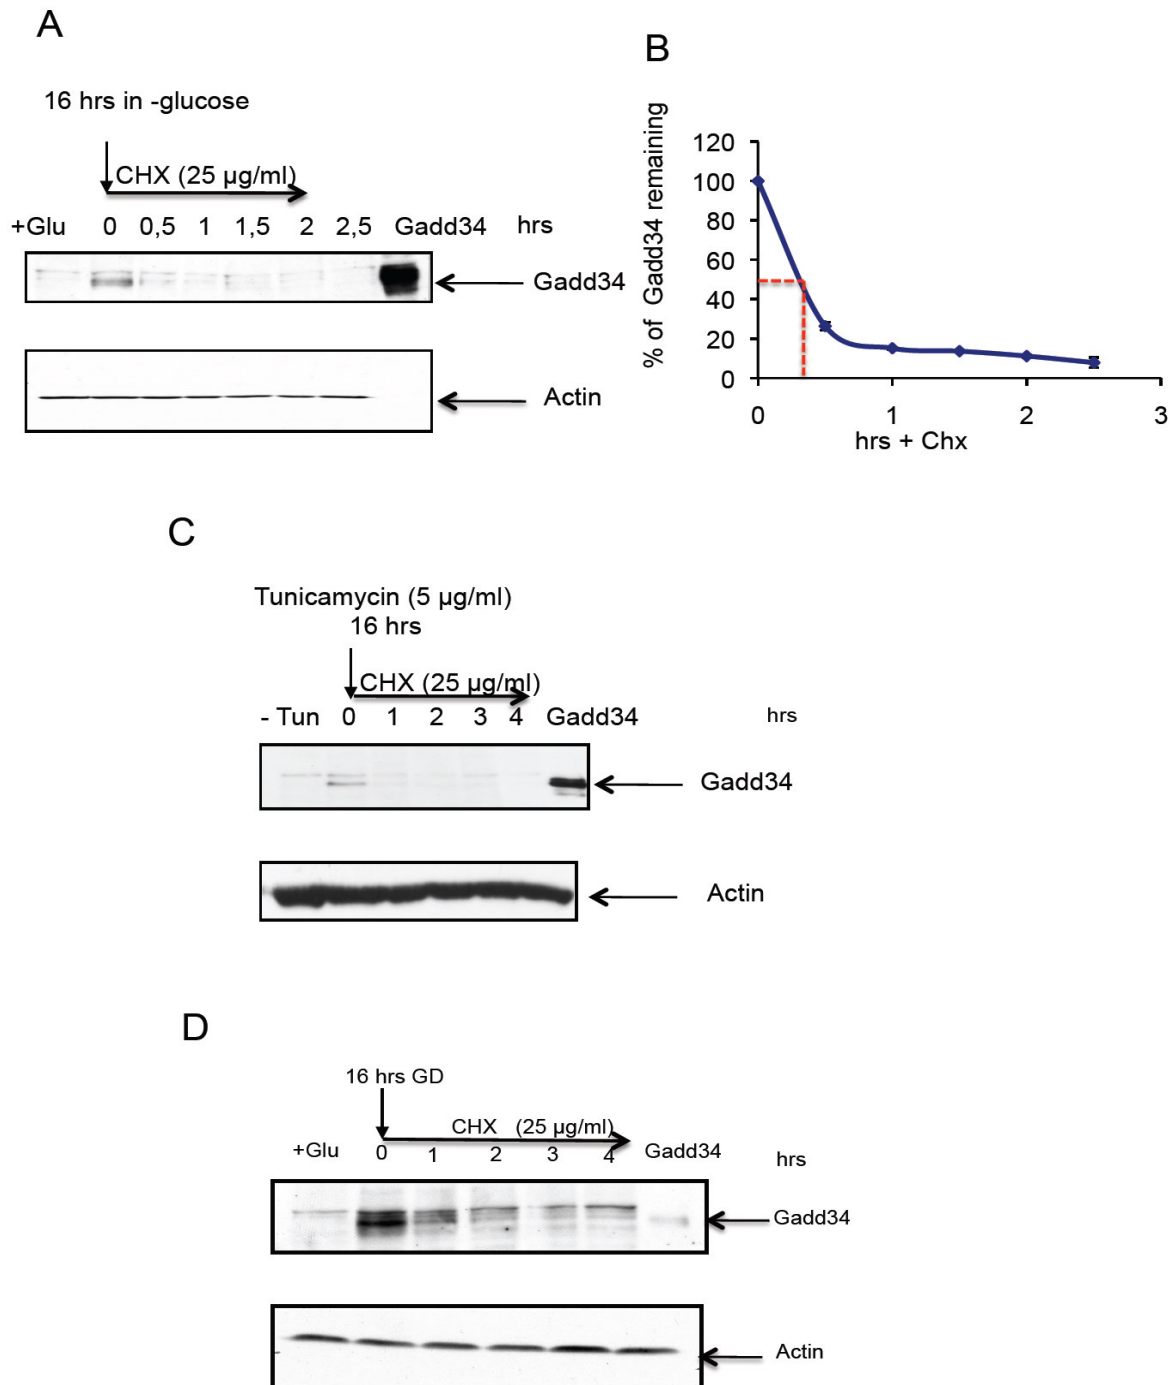 A
16 hrs in -glucose
CHX (25 µg/ml)
+Glu 0 0,5 1 1,5 2 2,5 Gadd34 hrs
Gadd34
Actin
B
% of Gadd34 remaining
120
100
80
60
40
20
0
0 1 2 3
hrs + Chx
C
Tunicamycin (5 µg/ml)
16 hrs
CHX (25 µg/ml)
- Tun 0 1 2 3 4 Gadd34 hrs
Gadd34
Actin
D
16 hrs GD
CHX (25 µg/ml)
+Glu 0 1 2 3 4 Gadd34 hrs
Gadd34
Actin